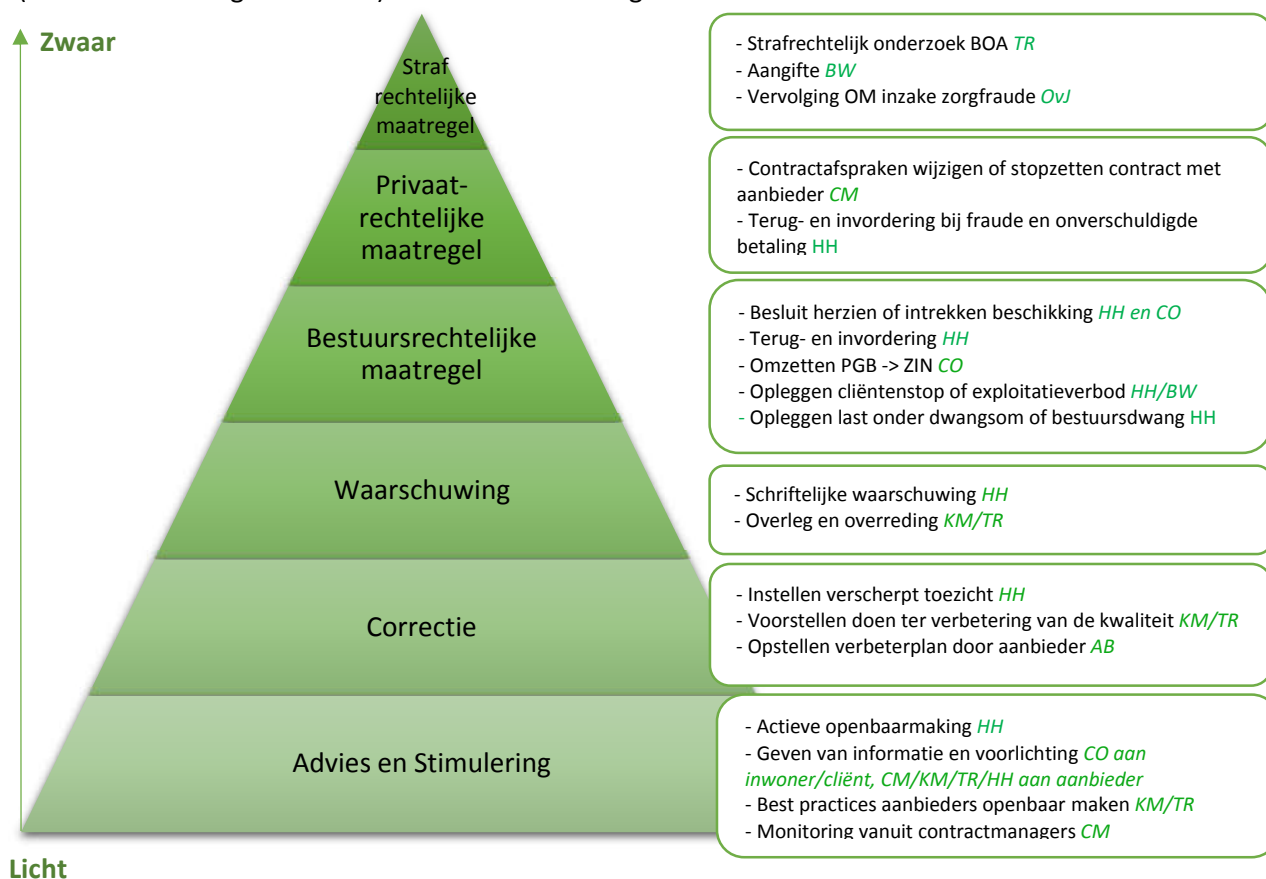 Zwaar
Straf
rechtelijke
maatregel
- Strafrechtelijk onderzoek BOA TR
- Aangifte BW
- Vervolging OM inzake zorgfraude OvJ
Privaat-
rechtelijke
maatregel
- Contractafspraken wijzigen of stopzetten contract met
aanbieder CM
- Terug- en invordering bij fraude en onverschuldigde
betaling HH
Bestuursrechtelijke
maatregel
- Besluit herzien of intrekken beschikking HH en CO
- Terug- en invordering HH
- Omzetten PGB -> ZIN CO
- Opleggen cliëntenstop of exploitatieverbod HH/BW
- Opleggen last onder dwangsom of bestuursdwang HH
Waarschuwing
- Schriftelijke waarschuwing HH
- Overleg en overreding KM/TR
Correctie
- Instellen verscherpt toezicht HH
- Voorstellen doen ter verbetering van de kwaliteit KM/TR
- Opstellen verbeterplan door aanbieder AB
Advies en Stimulering
- Actieve openbaarmaking HH
- Geven van informatie en voorlichting CO aan
inwoner/cliënt, CM/KM/TR/HH aan aanbieder
- Best practices aanbieders openbaar maken KM/TR
- Monitoring vanuit contractmanagers CM
Licht